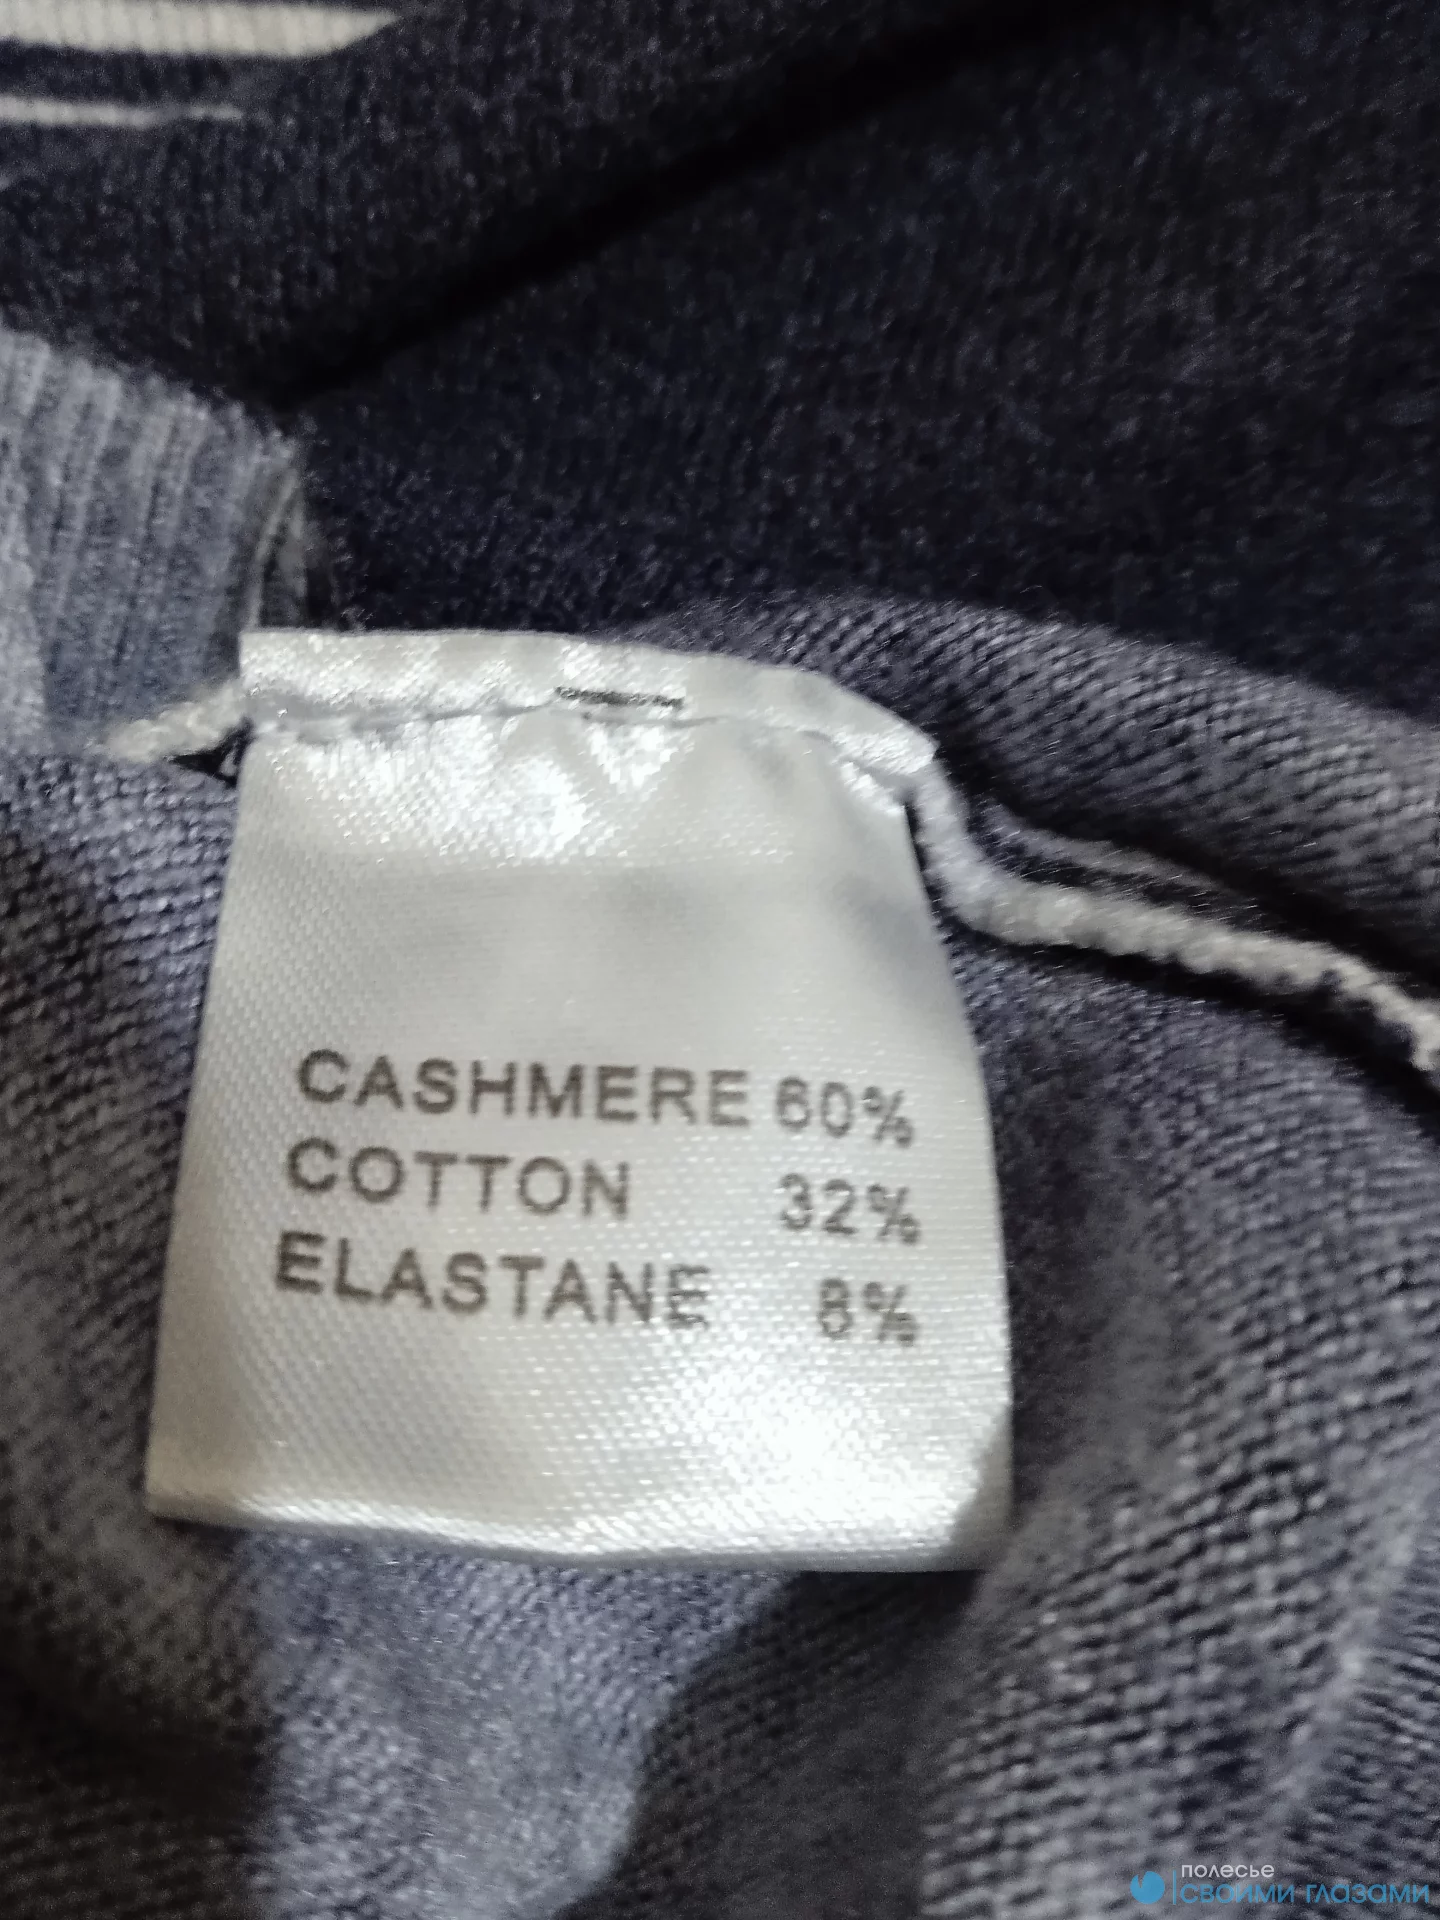 CASHMERE 60%
COTTON 32%
ELASTANE 8%
полесье
своими глазами